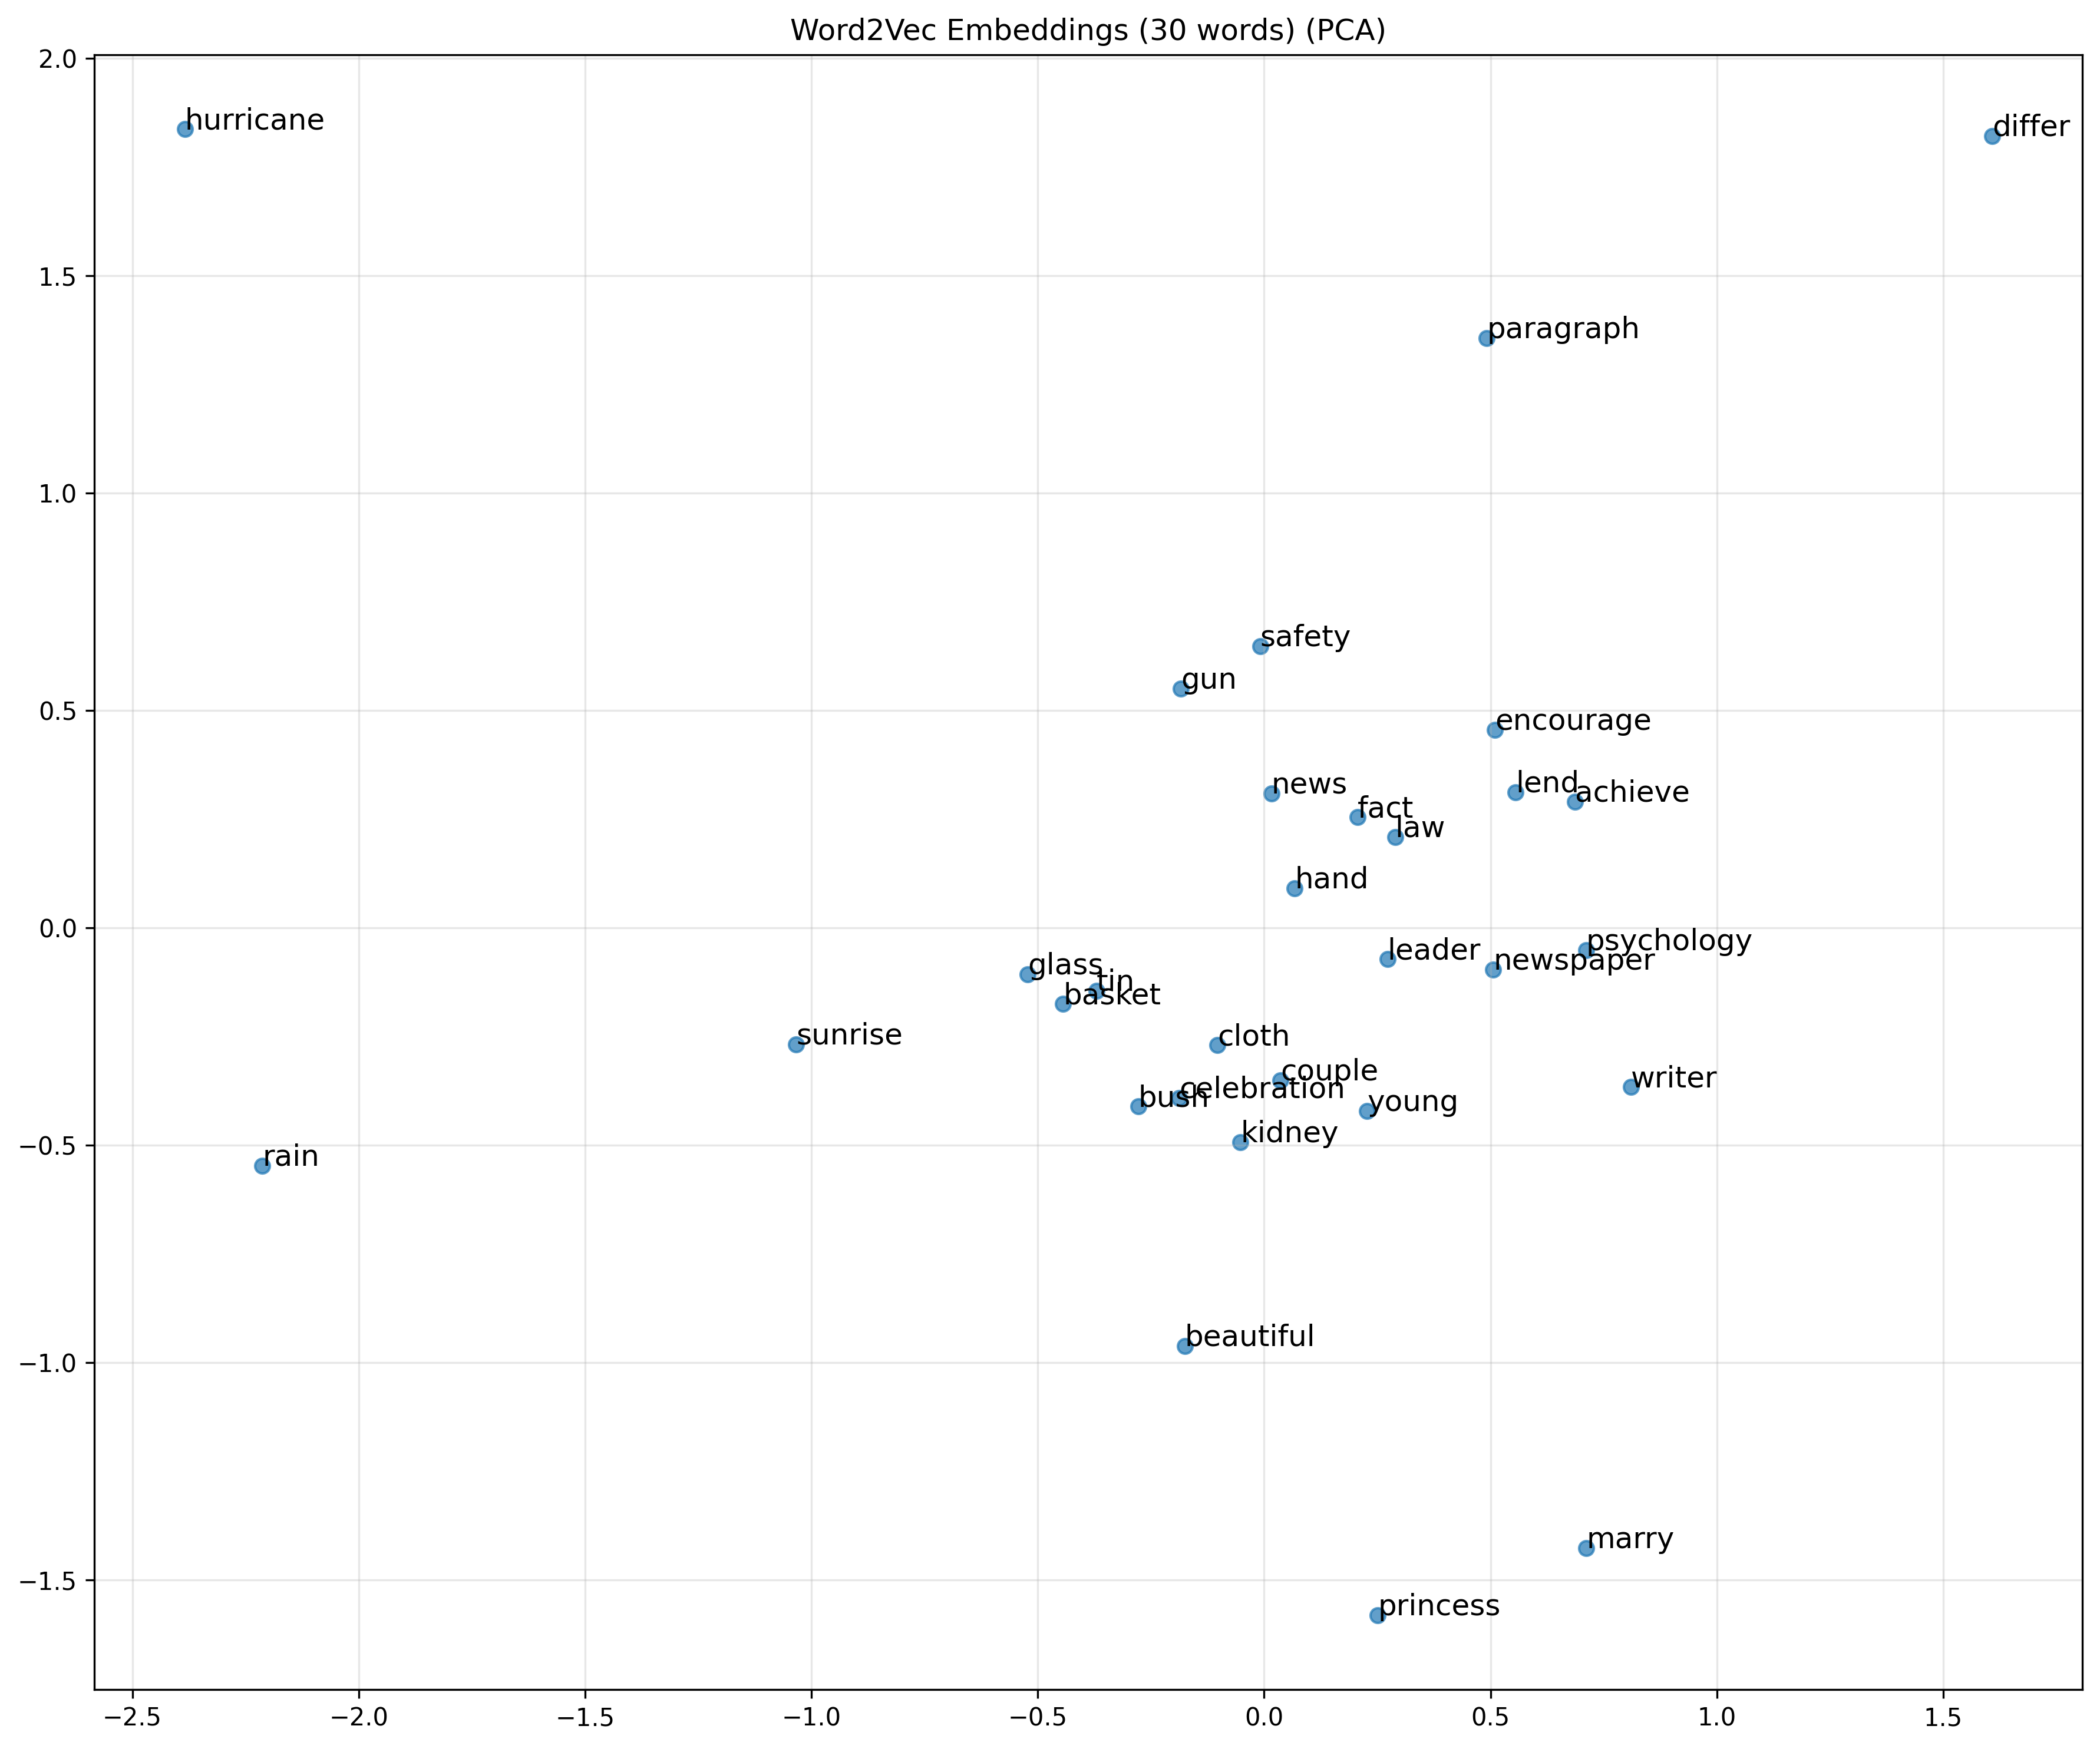 Word2Vec Embeddings (30 words) (PCA)
2.0
hurricane
differ
paragraph
1.5
1.0
safety
gun
0.5
encourage
news
lend
achieve
fact
law
hand
0.0
psychology
leader
newspaper
glass
tin
basket
sunrise
cloth
couple
writer
celebration
bush
young
kidney
−0.5
rain
beautiful
−1.0
marry
−1.5
princess
−2.5 −2.0 −1.5 −1.0 −0.5 0.0 0.5 1.0 1.5